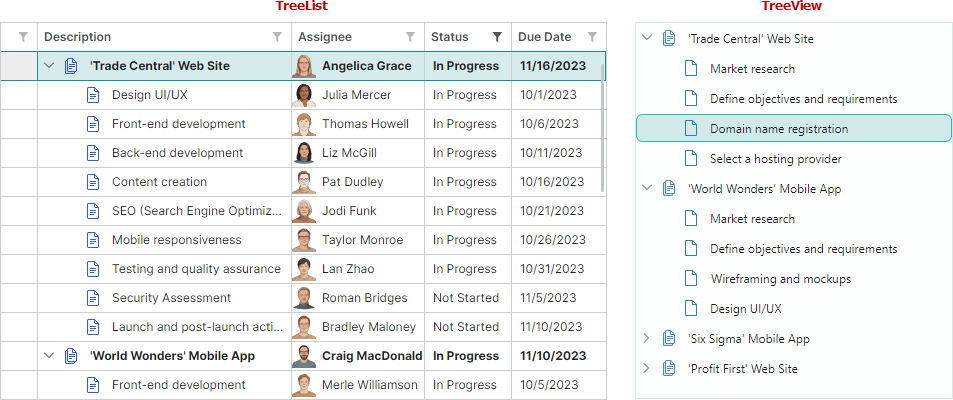 TreeList
Description Assignee Status Due Date
'Trade Central' Web Site Angelica Grace In Progress 11/16/2023
Design UI/UX Julia Mercer In Progress 10/1/2023
Front-end development Thomas Howell In Progress 10/6/2023
Back-end development Liz McGill In Progress 10/11/2023
Content creation Pat Dudley In Progress 10/16/2023
SEO (Search Engine Optimiz... Jodi Funk In Progress 10/21/2023
Mobile responsiveness Taylor Monroe In Progress 10/26/2023
Testing and quality assurance Lan Zhao In Progress 10/31/2023
Security Assessment Roman Bridges Not Started 11/5/2023
Launch and post-launch acti... Bradley Maloney Not Started 11/10/2023
'World Wonders' Mobile App Craig MacDonald In Progress 11/10/2023
Front-end development Merle Williamson In Progress 10/5/2023
TreeView
'Trade Central' Web Site
Market research
Define objectives and requirements
Domain name registration
Select a hosting provider
'World Wonders' Mobile App
Market research
Define objectives and requirements
Wireframing and mockups
Design UI/UX
'Six Sigma' Mobile App
'Profit First' Web Site